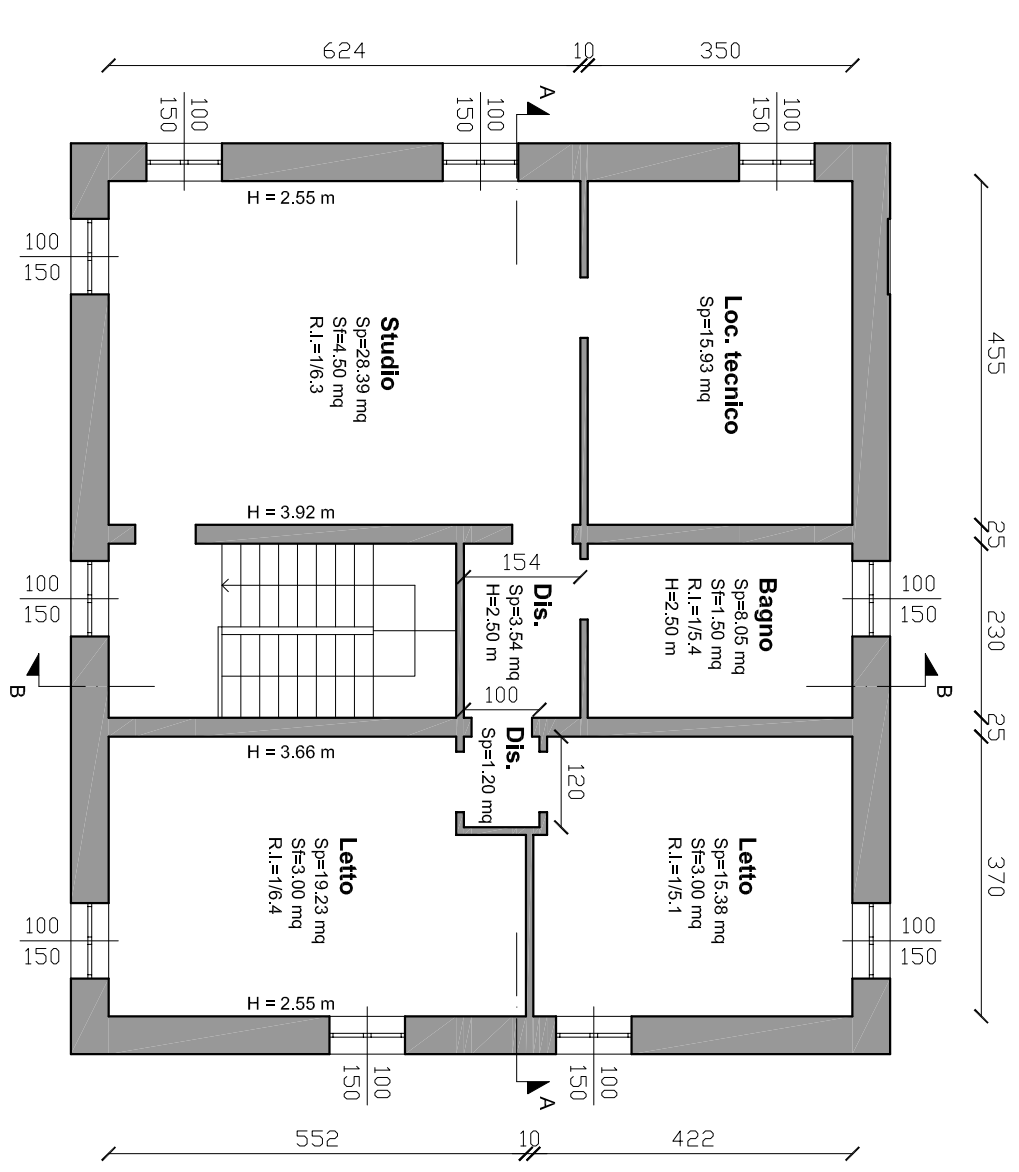 624
10
350
100
150
100
150
100
150
A
H = 2.55 m
100
150
Studio
Sp=28.39 mq
Sf=4.50 mq
R.I.=1/6.3
Loc. tecnico
Sp=15.93 mq
455
H = 3.92 m
25
154
Dis.
Sp=3.54 mq
H=2.50 m
Bagno
Sp=8.05 mq
Sf=1.50 mq
R.I.=1/5.4
H=2.50 m
100
150
100
150
230
B
B
100
25
H = 3.66 m
Dis.
Sp=1.20 mq
120
Letto
Sp=19.23 mq
Sf=3.00 mq
R.I.=1/6.4
Letto
Sp=15.38 mq
Sf=3.00 mq
R.I.=1/5.1
370
100
150
100
150
H = 2.55 m
100
150
100
150
A
552
10
422